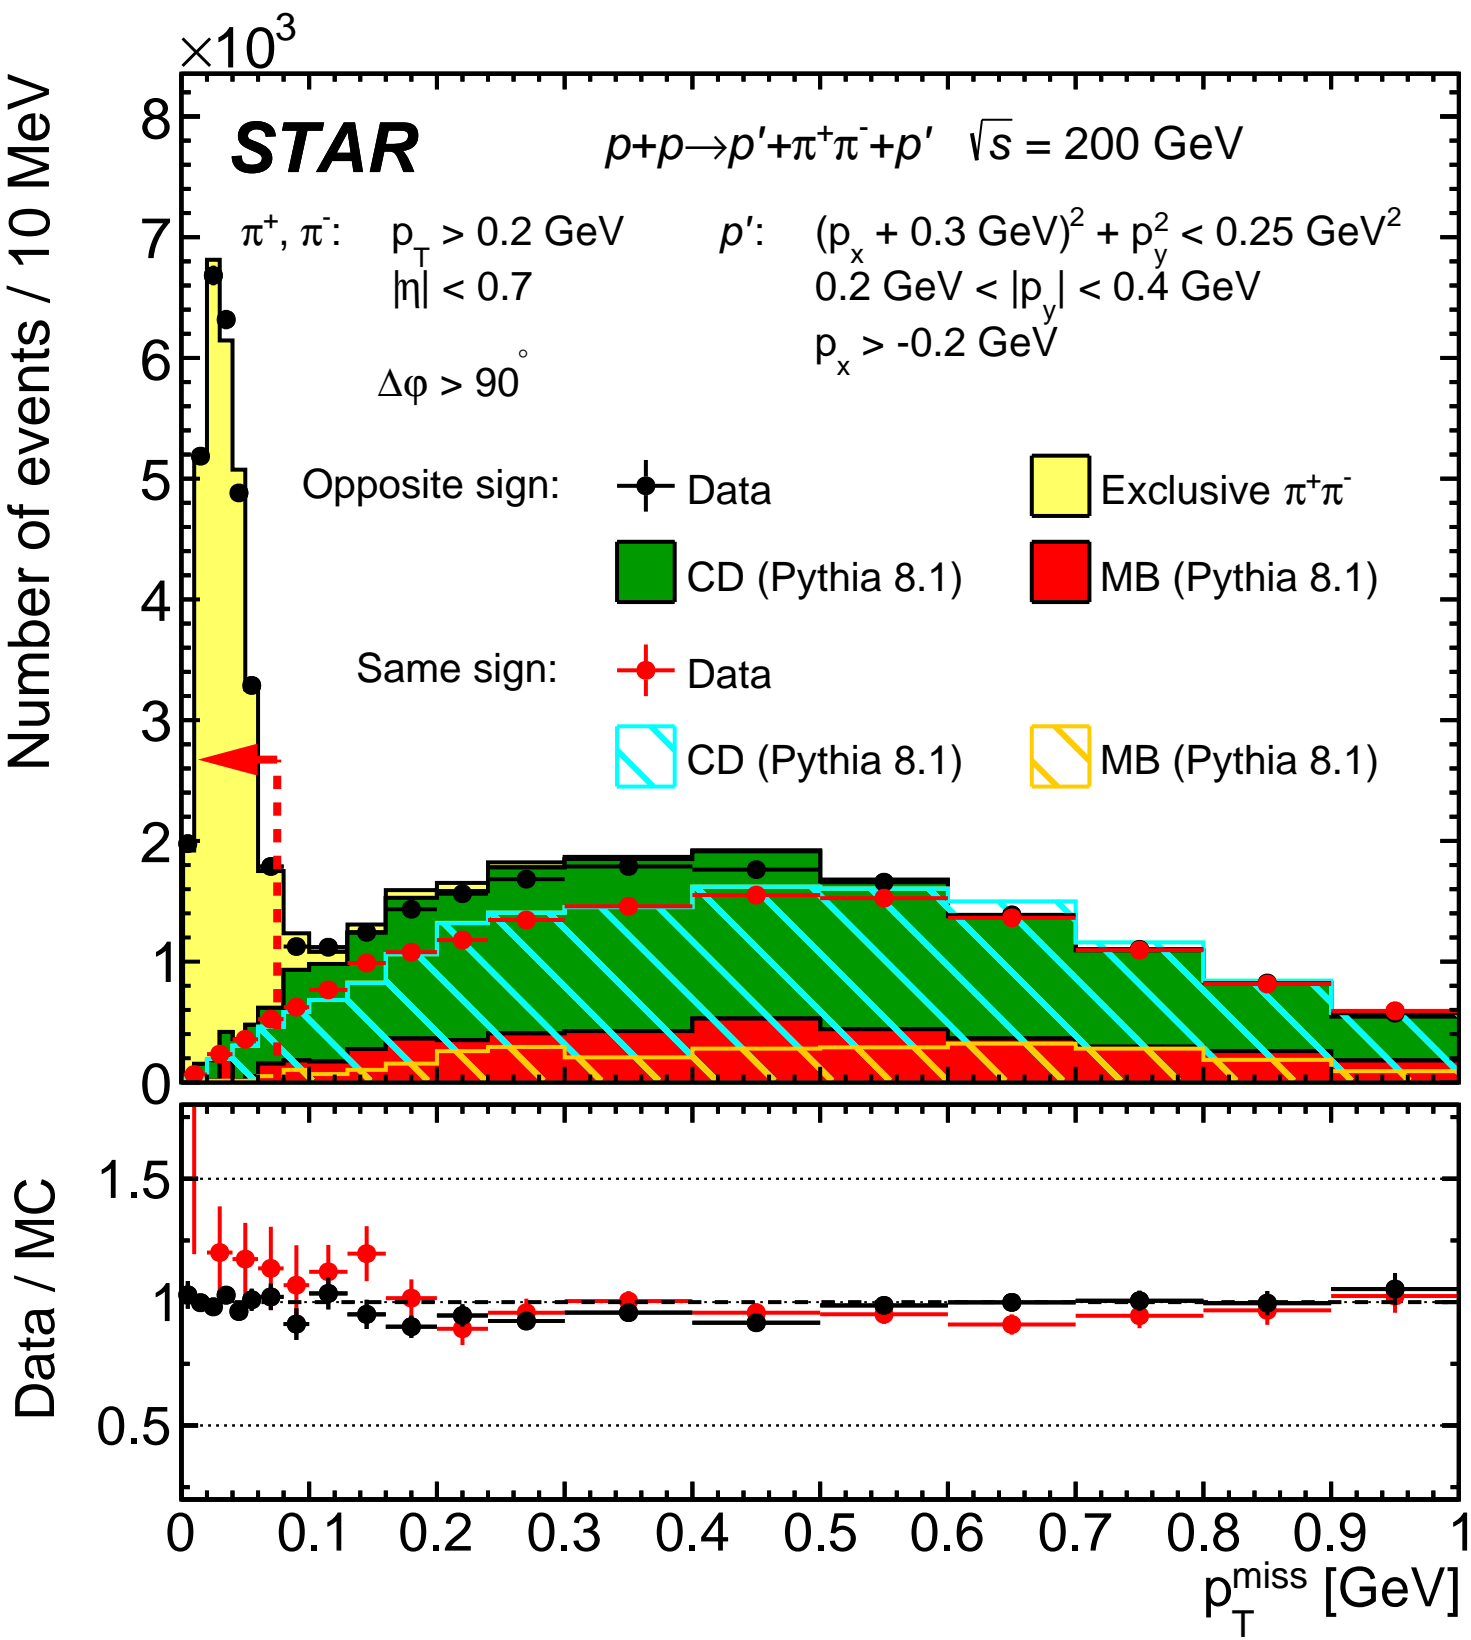 ×10³
Number of events / 10 MeV
8
7
6
5
4
3
2
1
0
STAR p+p→p′+π⁺π⁻+p′ √s = 200 GeV
π⁺, π⁻: p_T > 0.2 GeV p′: (p_x + 0.3 GeV)² + p_y² < 0.25 GeV²
|η| < 0.7 0.2 GeV < |p_y| < 0.4 GeV
p_x > -0.2 GeV
Δφ > 90°
Opposite sign: Data Exclusive π⁺π⁻
CD (Pythia 8.1) MB (Pythia 8.1)
Same sign: Data
CD (Pythia 8.1) MB (Pythia 8.1)
Data / MC
1.5
1
0.5
0 0.1 0.2 0.3 0.4 0.5 0.6 0.7 0.8 0.9 1
p_T^miss [GeV]